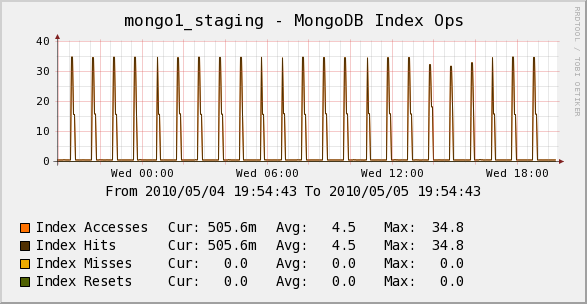 mongo1_staging - MongoDB Index Ops
RRDTOOL / TOBI OETIKER
40
30
20
10
0
Wed 00:00 Wed 06:00 Wed 12:00 Wed 18:00
From 2010/05/04 19:54:43 To 2010/05/05 19:54:43
Index Accesses Cur: 505.6m Avg: 4.5 Max: 34.8
Index Hits Cur: 505.6m Avg: 4.5 Max: 34.8
Index Misses Cur: 0.0 Avg: 0.0 Max: 0.0
Index Resets Cur: 0.0 Avg: 0.0 Max: 0.0